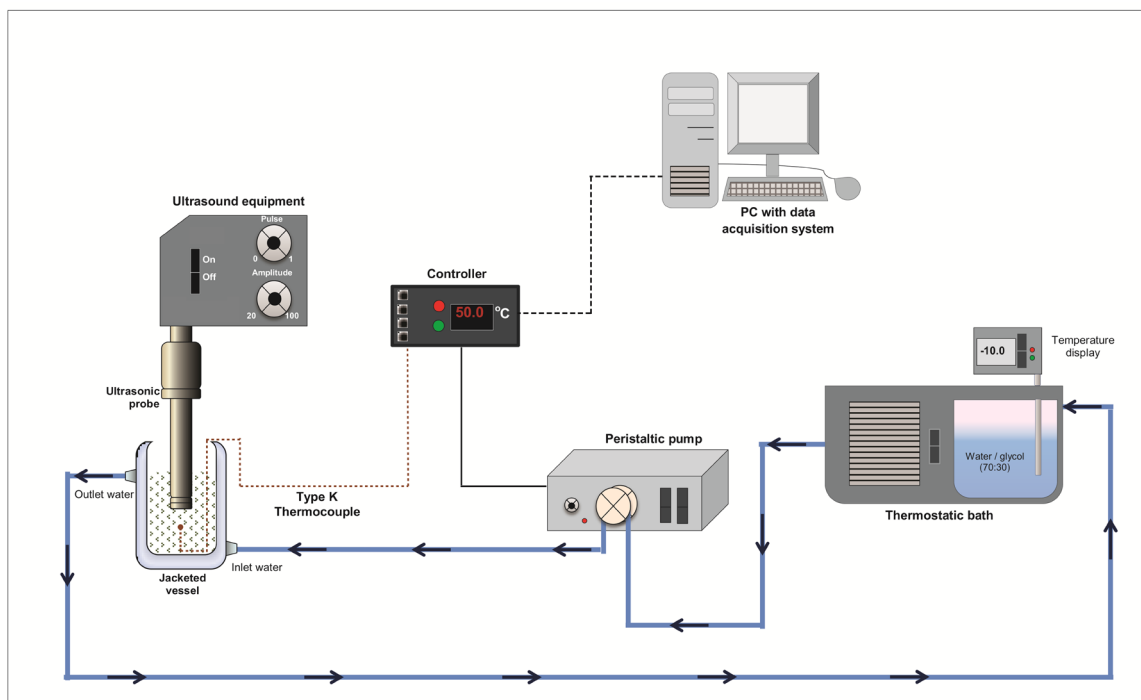 PC with data
acquisition system
Ultrasound equipment
Pulse
0 1
On
Off
Amplitude
20 100
Controller
50.0 °C
Temperature
display
-10.0
Ultrasonic
probe
Peristaltic pump
Water / glycol
(70:30)
Thermostatic bath
Outlet water
Type K
Thermocouple
Inlet water
Jacketed
vessel